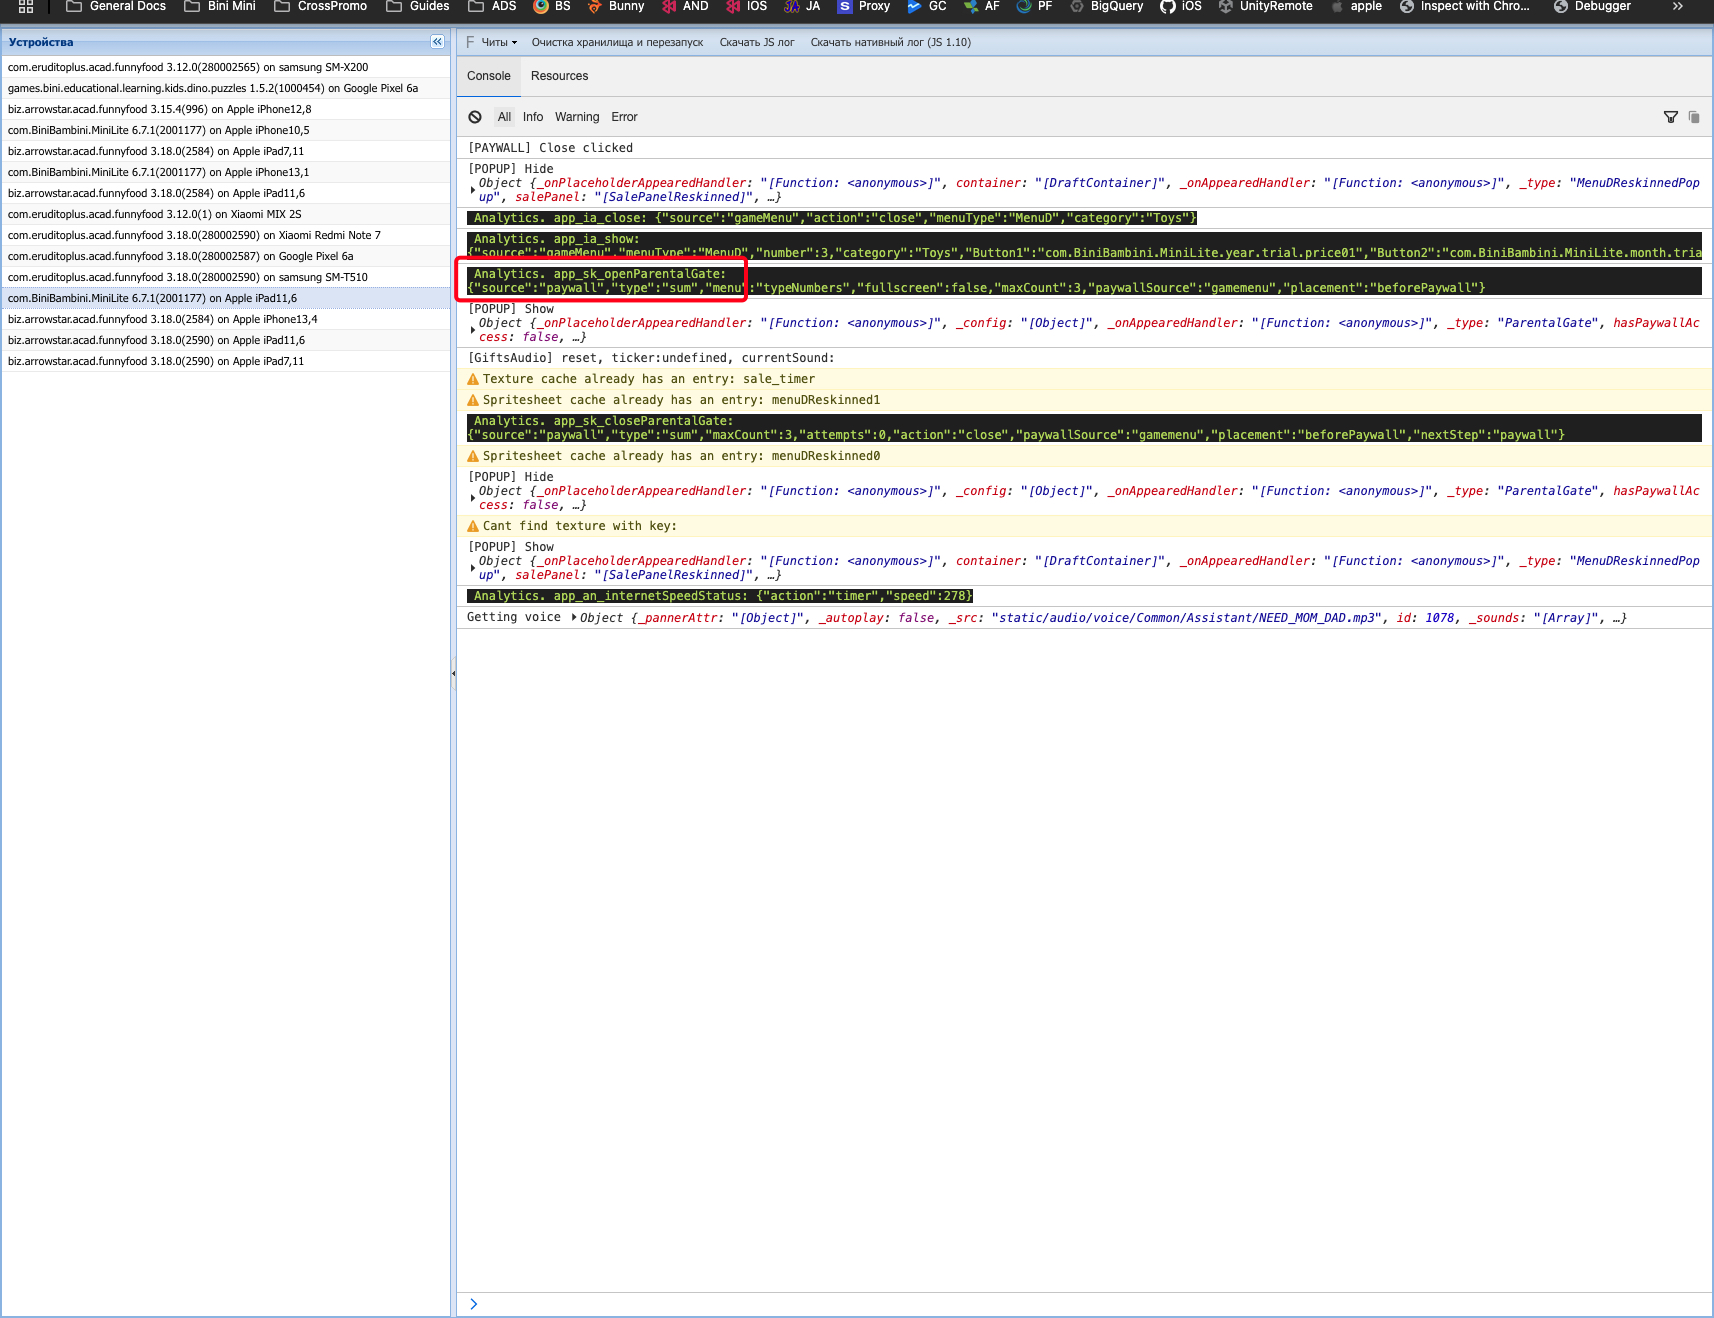 General Docs Bini Mini CrossPromo Guides ADS BS Bunny AND IOS JA Proxy GC AF PF BigQuery iOS UnityRemote apple Inspect with Chro... Debugger
Устройства
com.eruditoplus.acad.funnyfood 3.12.0(280002565) on samsung SM-X200
games.bini.educational.learning.kids.dino.puzzles 1.5.2(1000454) on Google Pixel 6a
biz.arrowstar.acad.funnyfood 3.15.4(996) on Apple iPhone12,8
com.BiniBambini.MiniLite 6.7.1(2001177) on Apple iPhone10,5
biz.arrowstar.acad.funnyfood 3.18.0(2584) on Apple iPad7,11
com.BiniBambini.MiniLite 6.7.1(2001177) on Apple iPhone13,1
biz.arrowstar.acad.funnyfood 3.18.0(2584) on Apple iPad11,6
com.eruditoplus.acad.funnyfood 3.12.0(1) on Xiaomi MIX 2S
com.eruditoplus.acad.funnyfood 3.18.0(280002590) on Xiaomi Redmi Note 7
com.eruditoplus.acad.funnyfood 3.18.0(280002587) on Google Pixel 6a
com.eruditoplus.acad.funnyfood 3.18.0(280002590) on samsung SM-T510
com.BiniBambini.MiniLite 6.7.1(2001177) on Apple iPad11,6
biz.arrowstar.acad.funnyfood 3.18.0(2584) on Apple iPhone13,4
biz.arrowstar.acad.funnyfood 3.18.0(2590) on Apple iPad11,6
biz.arrowstar.acad.funnyfood 3.18.0(2590) on Apple iPad7,11
Читы Очистка хранилища и перезапуск Скачать JS лог Скачать нативный лог (JS 1.10)
Console Resources
All Info Warning Error
[PAYWALL] Close clicked
[POPUP] Hide
Object {_onPlaceholderAppearedHandler: "[Function: <anonymous>]", container: "[DraftContainer]", _onAppearedHandler: "[Function: <anonymous>]", _type: "MenuDReskinnedPop
up", salePanel: "[SalePanelReskinned]", …}
Analytics. app_ia_close: {"source":"gameMenu","action":"close","menuType":"MenuD","category":"Toys"}
Analytics. app_ia_show:
{"source":"gameMenu","menuType":"MenuD","number":3,"category":"Toys","Button1":"com.BiniBambini.MiniLite.year.trial.price01","Button2":"com.BiniBambini.MiniLite.month.tria
Analytics. app_sk_openParentalGate:
{"source":"paywall","type":"sum","menu":"typeNumbers","fullscreen":false,"maxCount":3,"paywallSource":"gamemenu","placement":"beforePaywall"}
[POPUP] Show
Object {_onPlaceholderAppearedHandler: "[Function: <anonymous>]", _config: "[Object]", _onAppearedHandler: "[Function: <anonymous>]", _type: "ParentalGate", hasPaywallAc
cess: false, …}
[GiftsAudio] reset, ticker:undefined, currentSound:
Texture cache already has an entry: sale_timer
Spritesheet cache already has an entry: menuDReskinned1
Analytics. app_sk_closeParentalGate:
{"source":"paywall","type":"sum","maxCount":3,"attempts":0,"action":"close","paywallSource":"gamemenu","placement":"beforePaywall","nextStep":"paywall"}
Spritesheet cache already has an entry: menuDReskinned0
[POPUP] Hide
Object {_onPlaceholderAppearedHandler: "[Function: <anonymous>]", _config: "[Object]", _onAppearedHandler: "[Function: <anonymous>]", _type: "ParentalGate", hasPaywallAc
cess: false, …}
Cant find texture with key:
[POPUP] Show
Object {_onPlaceholderAppearedHandler: "[Function: <anonymous>]", container: "[DraftContainer]", _onAppearedHandler: "[Function: <anonymous>]", _type: "MenuDReskinnedPop
up", salePanel: "[SalePanelReskinned]", …}
Analytics. app_an_internetSpeedStatus: {"action":"timer","speed":278}
Getting voice Object {_pannerAttr: "[Object]", _autoplay: false, _src: "static/audio/voice/Common/Assistant/NEED_MOM_DAD.mp3", id: 1078, _sounds: "[Array]", …}